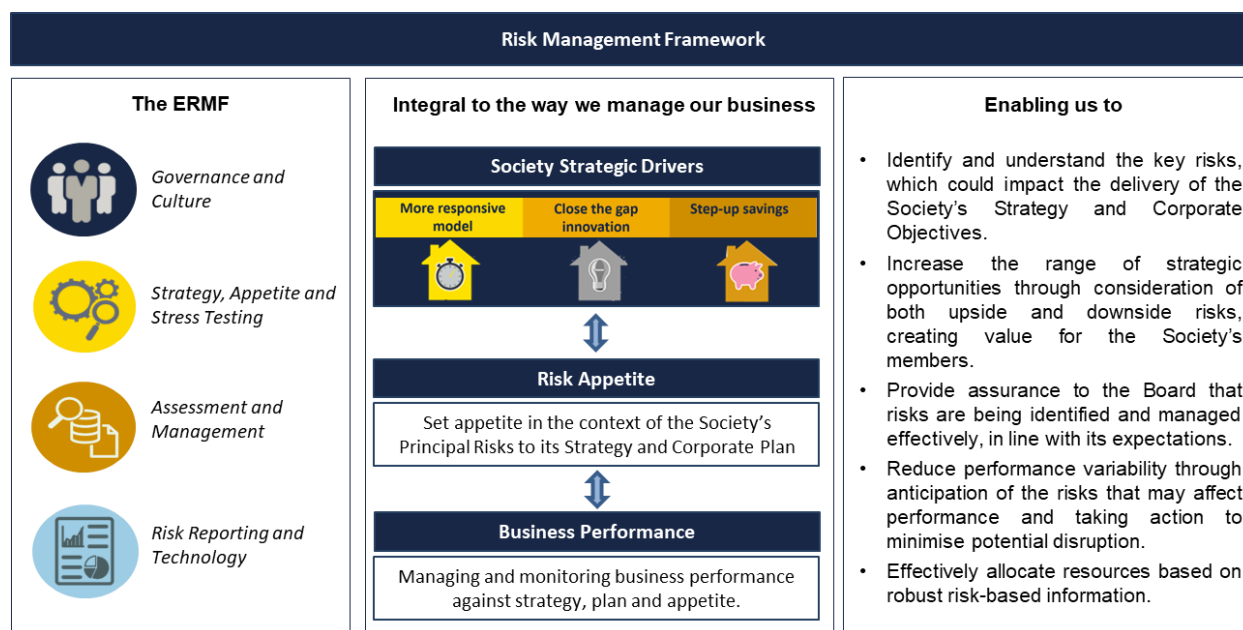 Risk Management Framework
The ERMF
Governance and
Culture
Strategy, Appetite and
Stress Testing
Assessment and
Management
Risk Reporting and
Technology
Integral to the way we manage our business
Society Strategic Drivers
More responsive
model
Close the gap
innovation
Step-up savings
Risk Appetite
Set appetite in the context of the Society's
Principal Risks to its Strategy and Corporate Plan
Business Performance
Managing and monitoring business performance
against strategy, plan and appetite.
Enabling us to
• Identify and understand the key risks,
which could impact the delivery of the
Society's Strategy and Corporate
Objectives.
• Increase the range of strategic
opportunities through consideration of
both upside and downside risks,
creating value for the Society's
members.
• Provide assurance to the Board that
risks are being identified and managed
effectively, in line with its expectations.
• Reduce performance variability through
anticipation of the risks that may affect
performance and taking action to
minimise potential disruption.
• Effectively allocate resources based on
robust risk-based information.